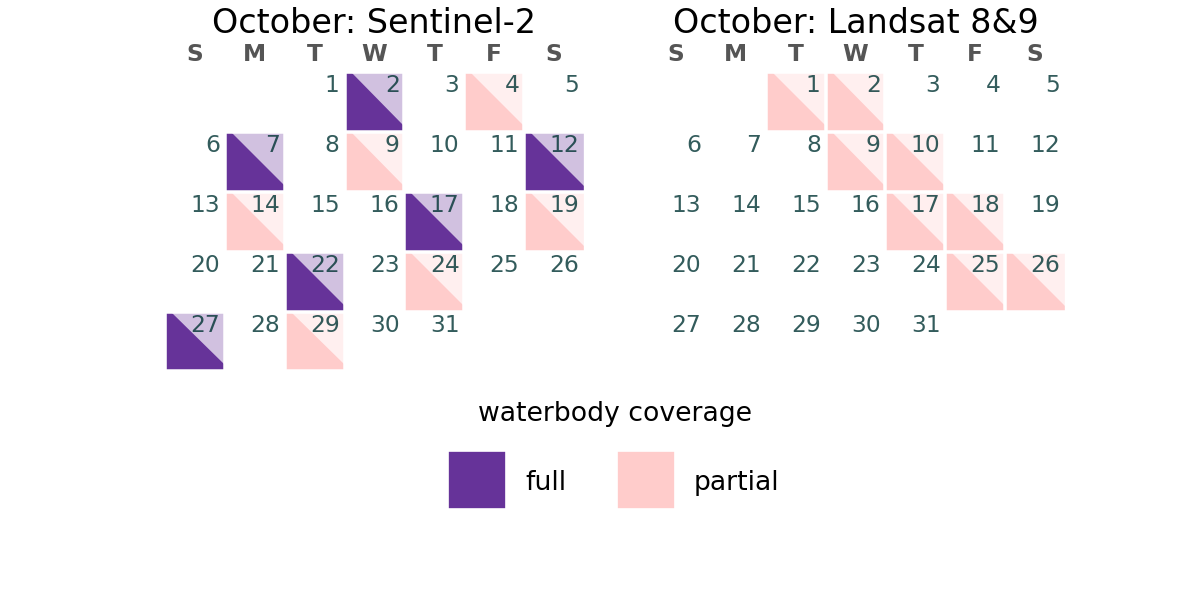 October: Sentinel-2
S M T W T F S
1 2 3 4 5
6 7 8 9 10 11 12
13 14 15 16 17 18 19
20 21 22 23 24 25 26
27 28 29 30 31
October: Landsat 8&9
S M T W T F S
1 2 3 4 5
6 7 8 9 10 11 12
13 14 15 16 17 18 19
20 21 22 23 24 25 26
27 28 29 30 31
waterbody coverage
full
partial